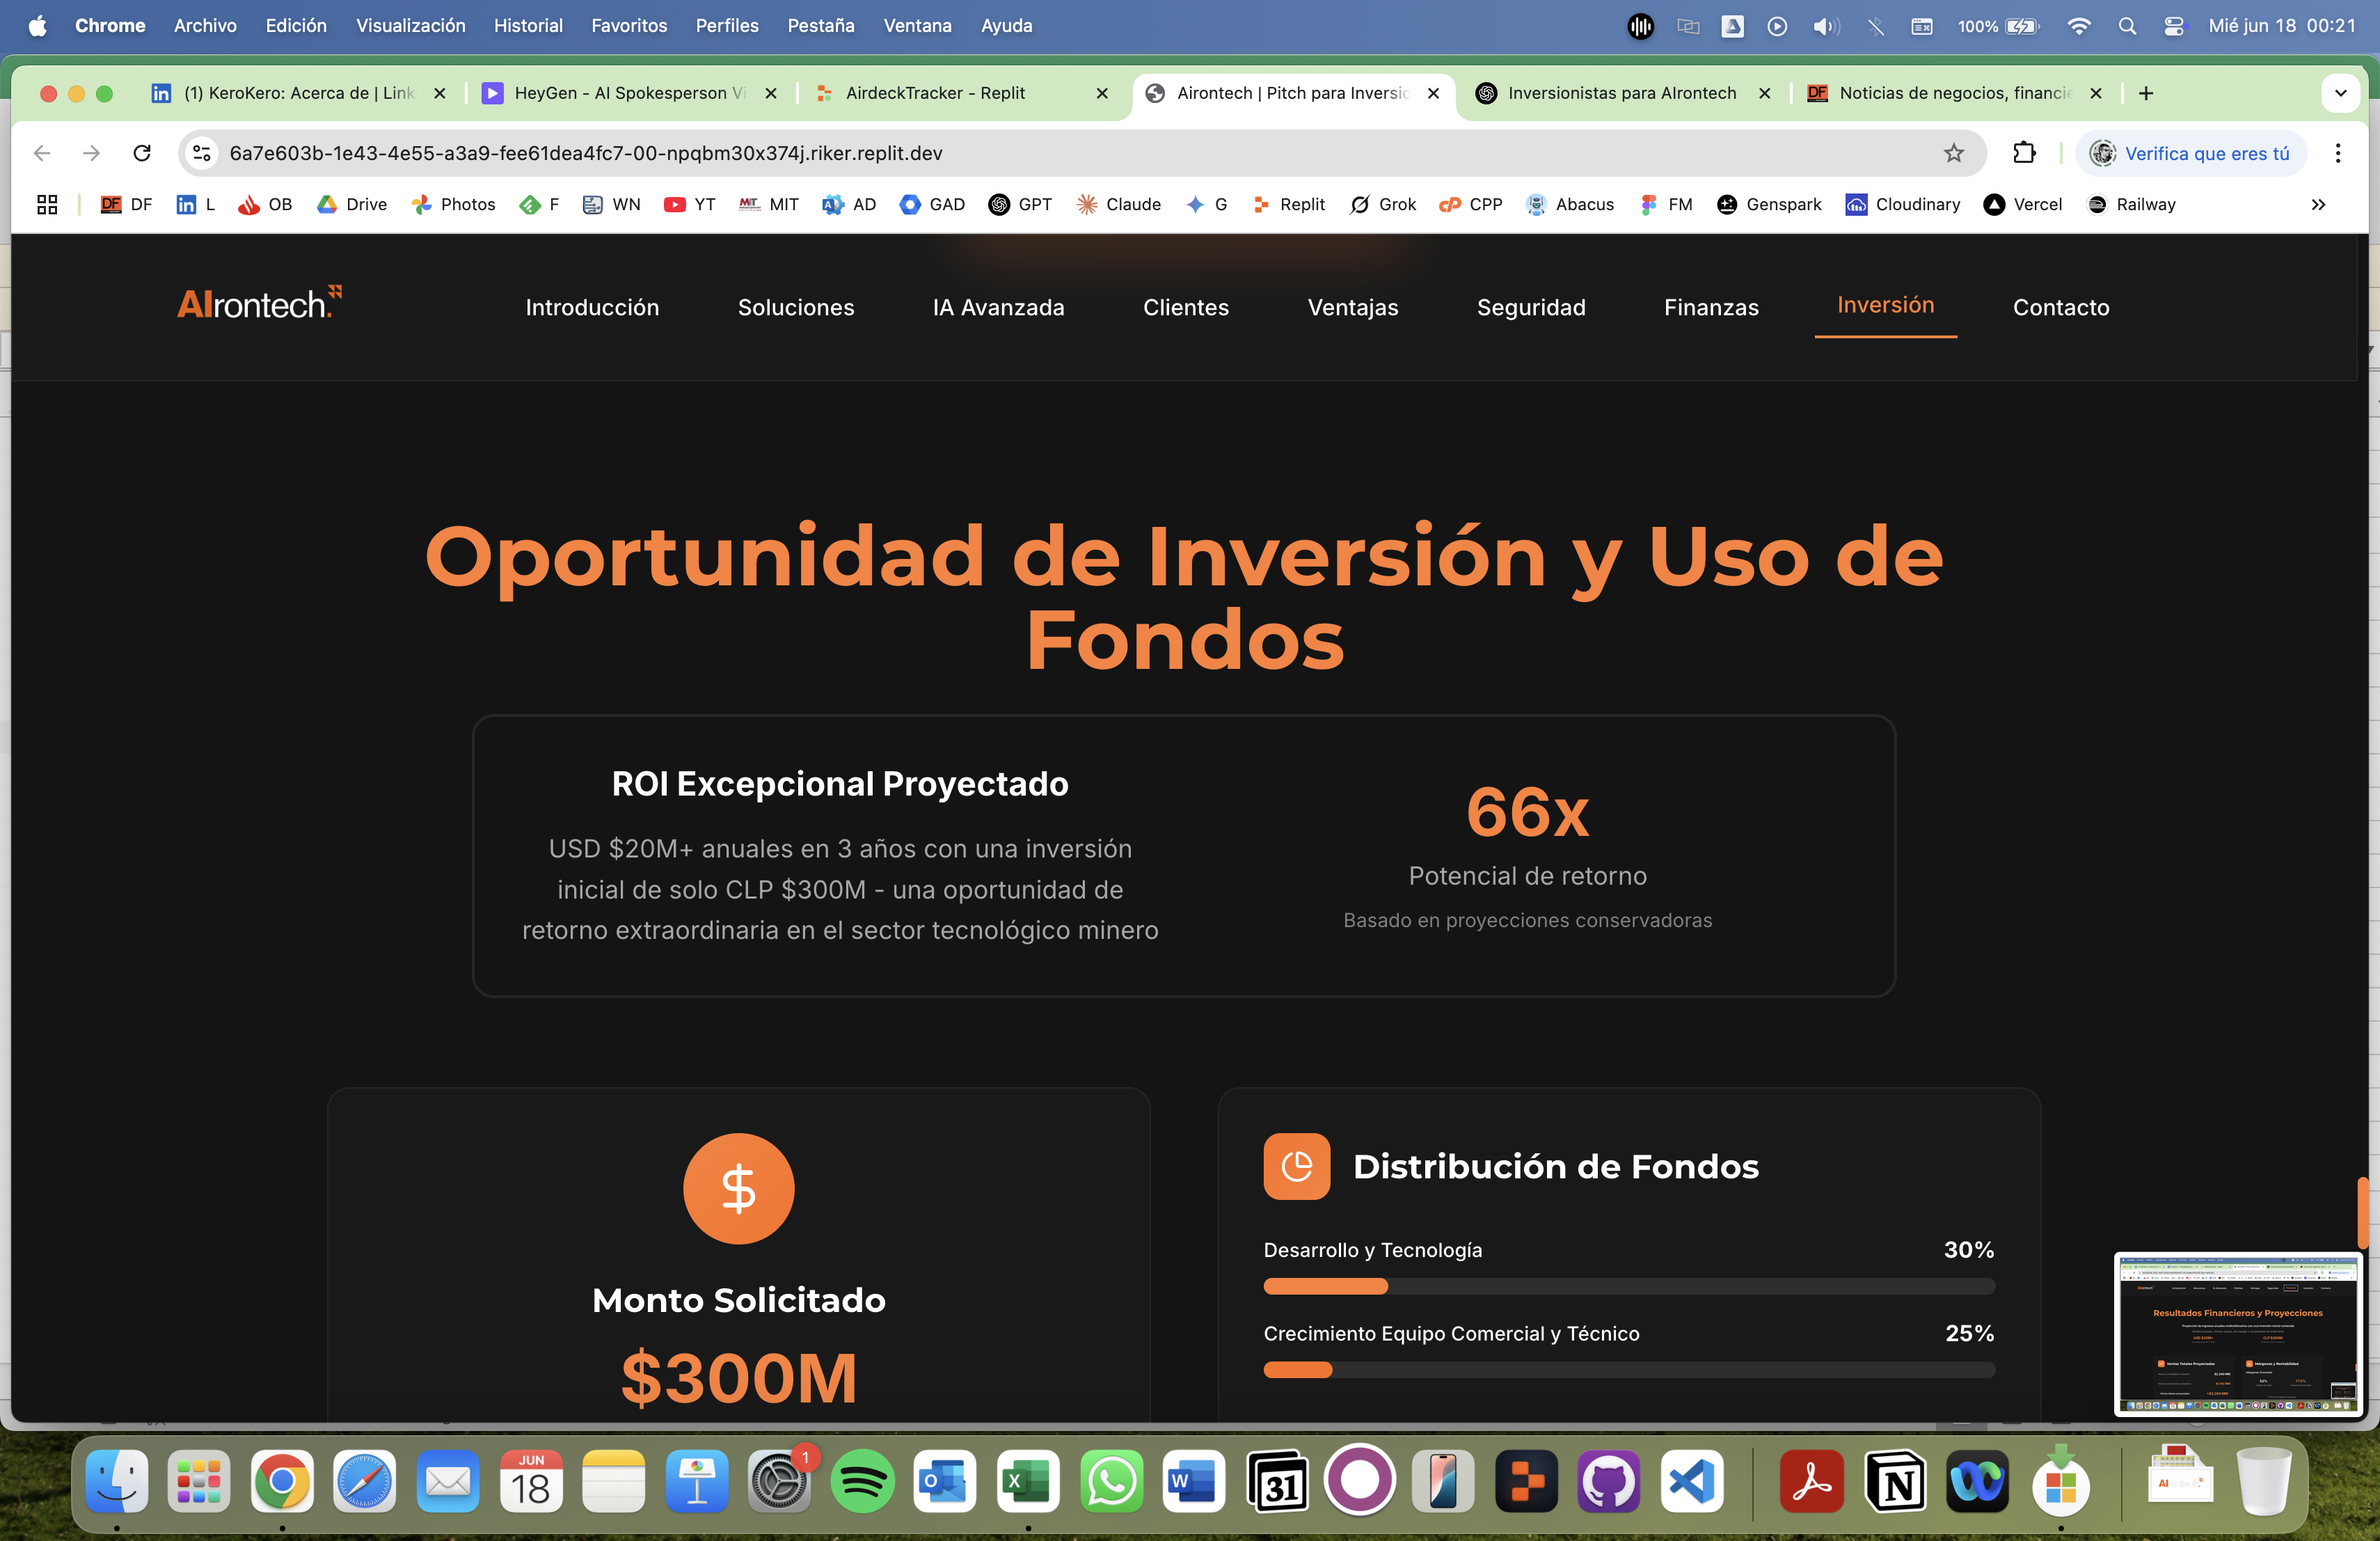 Chrome Archivo Edición Visualización Historial Favoritos Perfiles Pestaña Ventana Ayuda 100% Mié jun 18 00:21
(1) KeroKero: Acerca de | Link HeyGen - AI Spokesperson Vi AirdeckTracker - Replit AIrontech | Pitch para Inversio Inversionistas para AIrontech DF Noticias de negocios, financie
6a7e603b-1e43-4e55-a3a9-fee61dea4fc7-00-npqbm30x374j.riker.replit.dev Verifica que eres tú
DF DF L OB Drive Photos F WN YT MIT AD GAD GPT Claude G Replit Grok CPP Abacus FM Genspark Cloudinary Vercel Railway
AIrontech. Introducción Soluciones IA Avanzada Clientes Ventajas Seguridad Finanzas Inversión Contacto
Oportunidad de Inversión y Uso de
Fondos
ROI Excepcional Proyectado
USD $20M+ anuales en 3 años con una inversión
inicial de solo CLP $300M - una oportunidad de
retorno extraordinaria en el sector tecnológico minero
66x
Potencial de retorno
Basado en proyecciones conservadoras
Monto Solicitado
$300M
Distribución de Fondos
Desarrollo y Tecnología 30%
Crecimiento Equipo Comercial y Técnico 25%
Resultados Financieros y Proyecciones
JUN
18
1
31